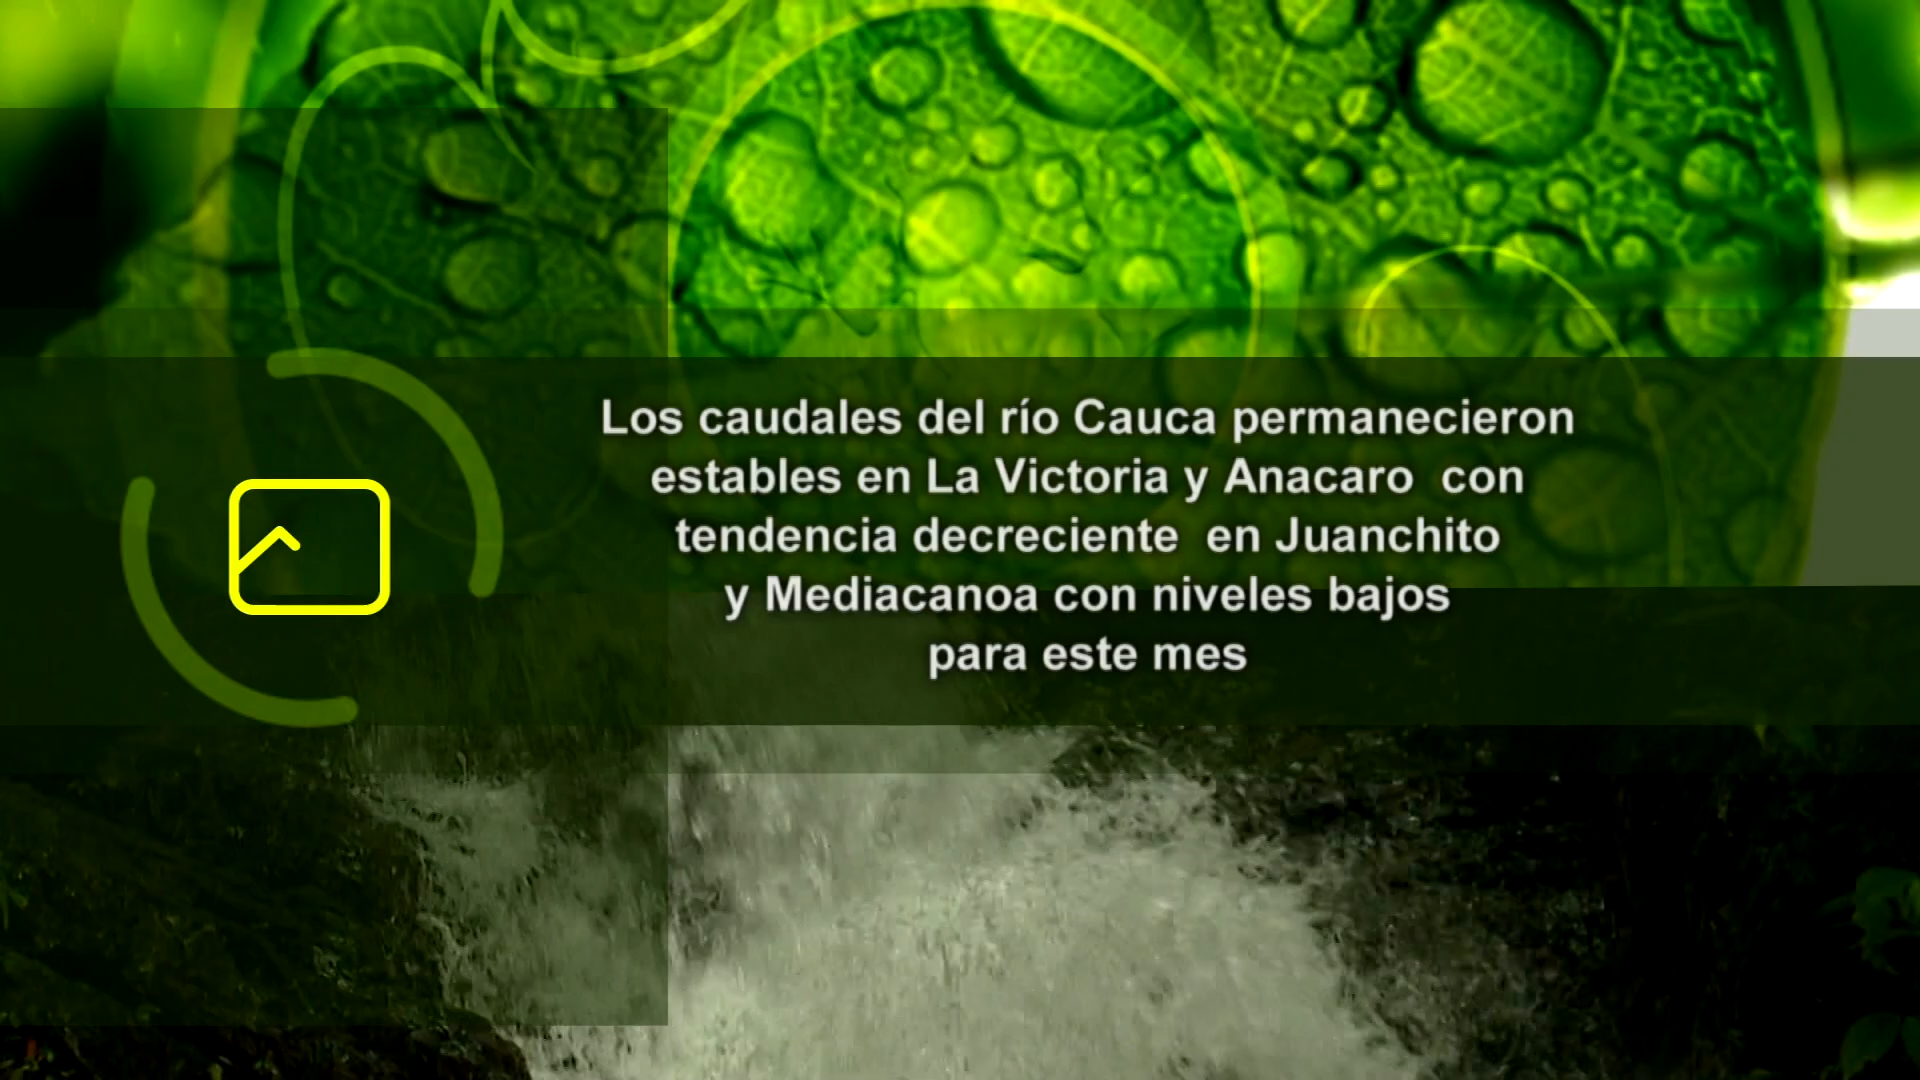 Los caudales del río Cauca permanecieron
estables en La Victoria y Anacaro con
tendencia decreciente en Juanchito
y Mediacanoa con niveles bajos
para este mes